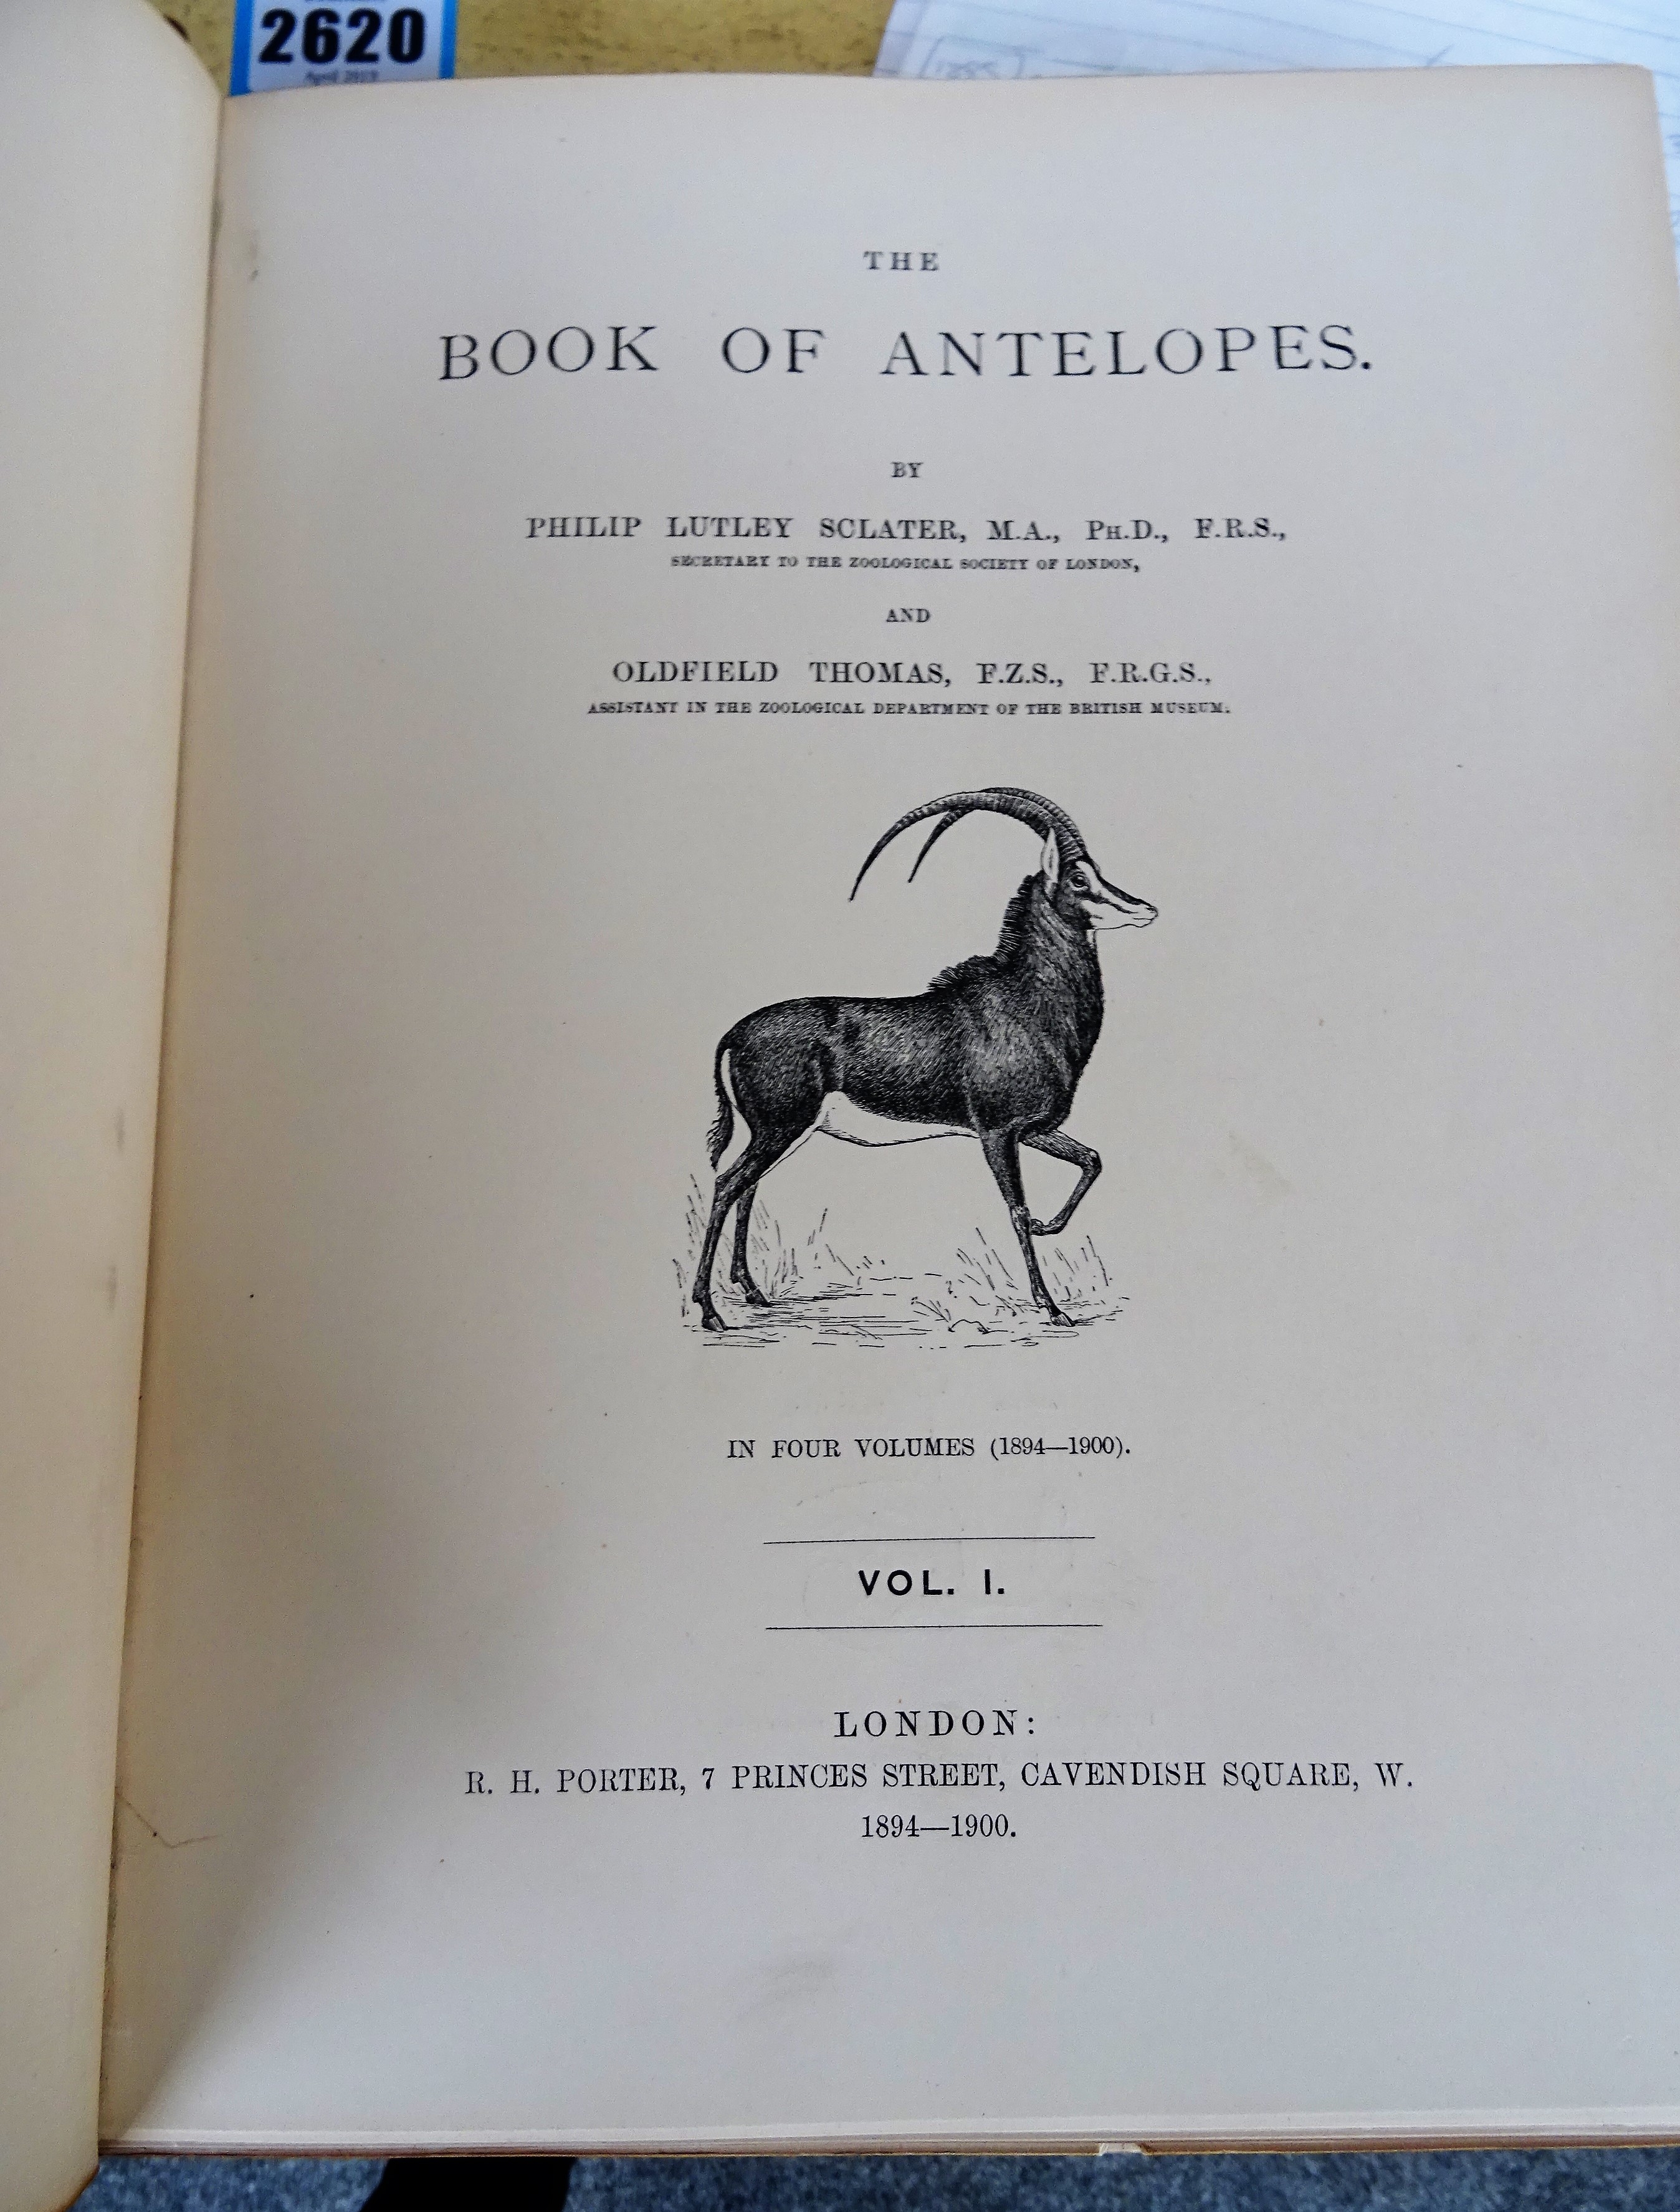 2620
April 2019
THE
BOOK OF ANTELOPES.
BY
PHILIP LUTLEY SCLATER, M.A., PH.D., F.R.S.,
SECRETARY TO THE ZOOLOGICAL SOCIETY OF LONDON,
AND
OLDFIELD THOMAS, F.Z.S., F.R.G.S.,
ASSISTANT IN THE ZOOLOGICAL DEPARTMENT OF THE BRITISH MUSEUM.
IN FOUR VOLUMES (1894—1900).
VOL. I.
LONDON:
R. H. PORTER, 7 PRINCES STREET, CAVENDISH SQUARE, W.
1894—1900.